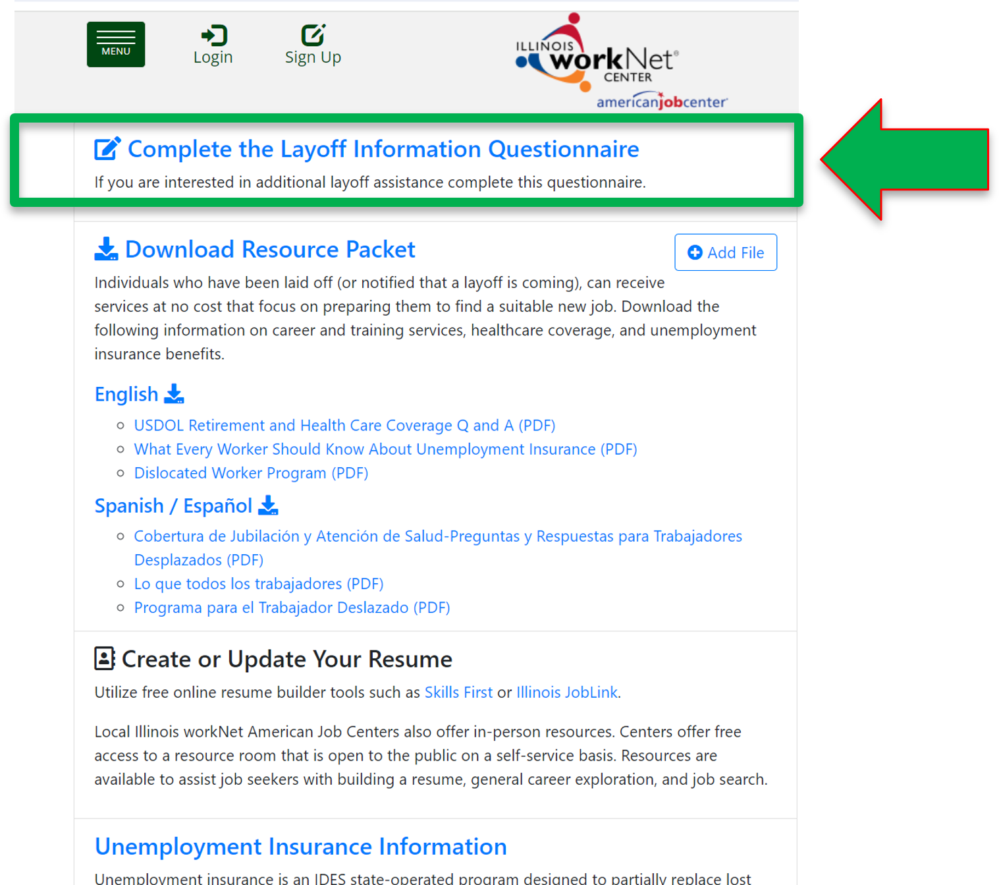 MENU
Login
Sign Up
ILLINOIS
workNet®
CENTER
americanjobcenter
Complete the Layoff Information Questionnaire
If you are interested in additional layoff assistance complete this questionnaire.
Download Resource Packet
Add File
Individuals who have been laid off (or notified that a layoff is coming), can receive
services at no cost that focus on preparing them to find a suitable new job. Download the
following information on career and training services, healthcare coverage, and unemployment
insurance benefits.
English
USDOL Retirement and Health Care Coverage Q and A (PDF)
What Every Worker Should Know About Unemployment Insurance (PDF)
Dislocated Worker Program (PDF)
Spanish / Español
Cobertura de Jubilación y Atención de Salud-Preguntas y Respuestas para Trabajadores
Desplazados (PDF)
Lo que todos los trabajadores (PDF)
Programa para el Trabajador Deslazado (PDF)
Create or Update Your Resume
Utilize free online resume builder tools such as Skills First or Illinois JobLink.
Local Illinois workNet American Job Centers also offer in-person resources. Centers offer free
access to a resource room that is open to the public on a self-service basis. Resources are
available to assist job seekers with building a resume, general career exploration, and job search.
Unemployment Insurance Information
Unemployment insurance is an IDES state-operated program designed to partially replace lost